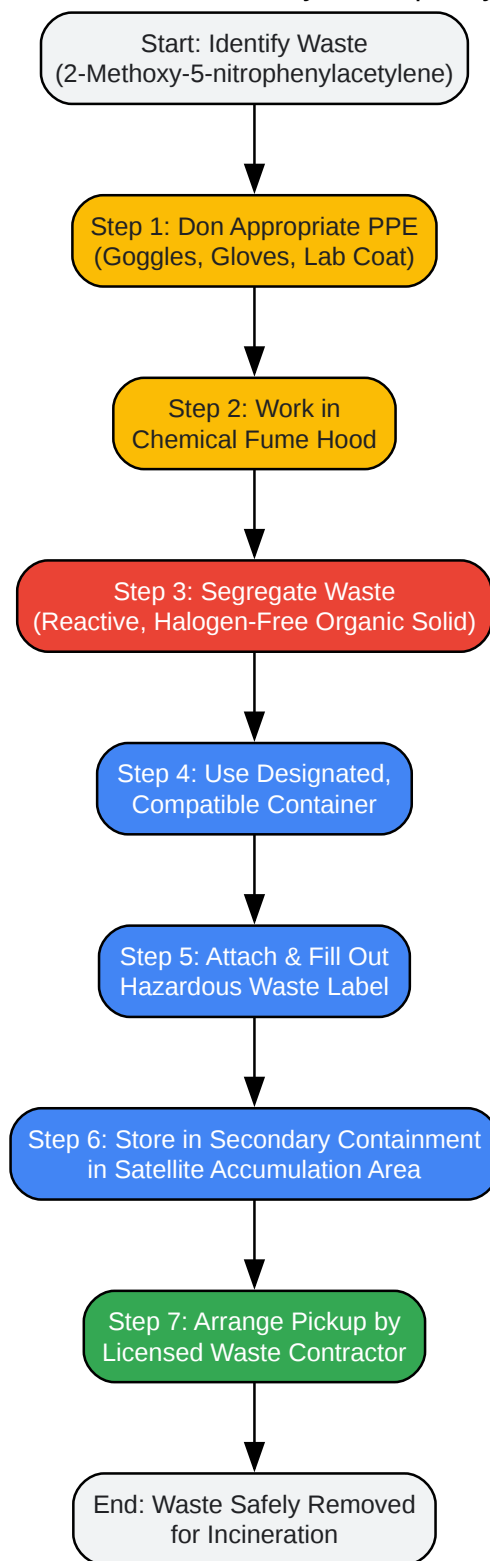 Start: Identify Waste
(2-Methoxy-5-nitrophenylacetylene)
Step 1: Don Appropriate PPE
(Goggles, Gloves, Lab Coat)
Step 2: Work in
Chemical Fume Hood
Step 3: Segregate Waste
(Reactive, Halogen-Free Organic Solid)
Step 4: Use Designated,
Compatible Container
Step 5: Attach & Fill Out
Hazardous Waste Label
Step 6: Store in Secondary Containment
in Satellite Accumulation Area
Step 7: Arrange Pickup by
Licensed Waste Contractor
End: Waste Safely Removed
for Incineration